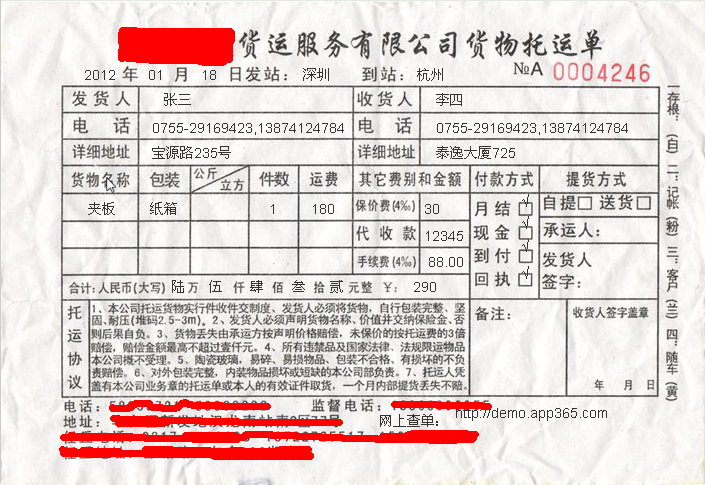 货运服务有限公司货物托运单
2012 年 01 月 18 日 发站：深圳 到站：杭州 №A 0004246
发货人 张三 收货人 李四
电话 0755-29169423,13874124784 电话 0755-29169423,13874124784
详细地址 宝源路235号 详细地址 泰逸大厦725
货物名称 包装 公斤 立方 件数 运费 其它费别和金额 付款方式 提货方式
夹板 纸箱 1 180 保价费(4‰) 30 月结 自提 送货
代收款 12345 现金 承运人：
手续费(4‰) 88.00 到付 发货人
回执 签字：
合计：人民币(大写) 陆万 伍 仟肆 佰 叁 拾贰元整 ￥： 290
托运协议
1、本公司托运货物实行件收件交制度、发货人必须将货物，自行包装完整、坚
固、耐压(堆码2.5-3m)。2、发货人必须声明货物名称、价值并交纳保险金、否
则后果自负。3、货物丢失由承运方按声明价格赔偿，未保价的按托运费的3倍
赔偿，赔偿金额最高不超过壹仟元。4、所有违禁品及国家法律、法规限运物品
本公司概不受理。5、陶瓷玻璃，易碎、易损物品、包装不合格、有损坏的不负
责赔偿。6、对外包装完整，内装物品损坏或短缺的本公司部负责。7、托运人凭
盖有本公司业务章的托运单或本人的有效证件取货，一个月内部提货丢失不赔.
备注：
收货人签字盖章
年 月 日
电话： 监督电话：
地址： 网上查单： http://demo.app365.com
存根：（白）二：记帐（粉）三：客户（兰）四：随车（黄）